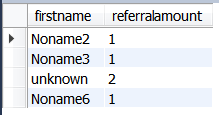 firstname referralamount
Noname2 1
Noname3 1
unknown 2
Noname6 1